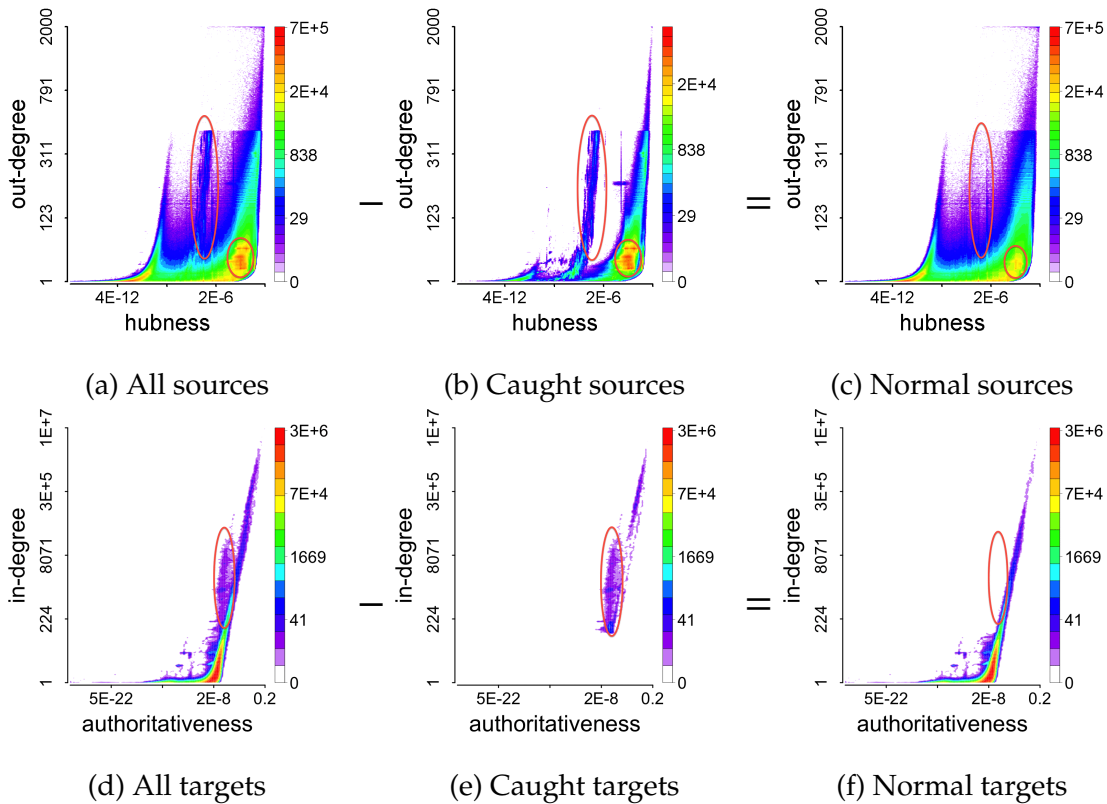 2000
791
311
123
1
out-degree
4E-12
2E-6
hubness
7E+5
2E+4
838
29
0
(a) All sources
−
2000
791
311
123
1
out-degree
4E-12
2E-6
hubness
2E+4
838
29
0
(b) Caught sources
=
2000
791
311
123
1
out-degree
4E-12
2E-6
hubness
7E+5
2E+4
838
29
0
(c) Normal sources
1E+7
3E+5
8071
224
1
in-degree
5E-22
2E-8
0.2
authoritativeness
3E+6
7E+4
1669
41
0
(d) All targets
−
1E+7
3E+5
8071
224
1
in-degree
5E-22
2E-8
0.2
authoritativeness
3E+6
7E+4
1669
41
0
(e) Caught targets
=
1E+7
3E+5
8071
224
1
in-degree
5E-22
2E-8
0.2
authoritativeness
3E+6
7E+4
1669
41
0
(f) Normal targets